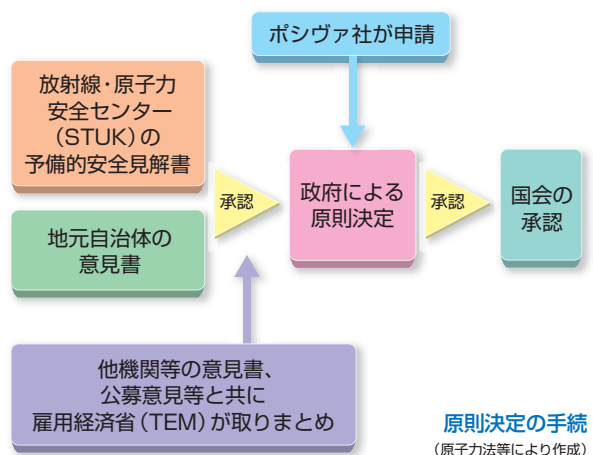 ポシヴァ社が申請
放射線・原子力
安全センター
(STUK)の
予備的安全見解書
地元自治体の
意見書
承認
政府による
原則決定
承認
国会の
承認
他機関等の意見書、
公募意見等と共に
雇用経済省(TEM)が取りまとめ
原則決定の手続
(原子力法等により作成)